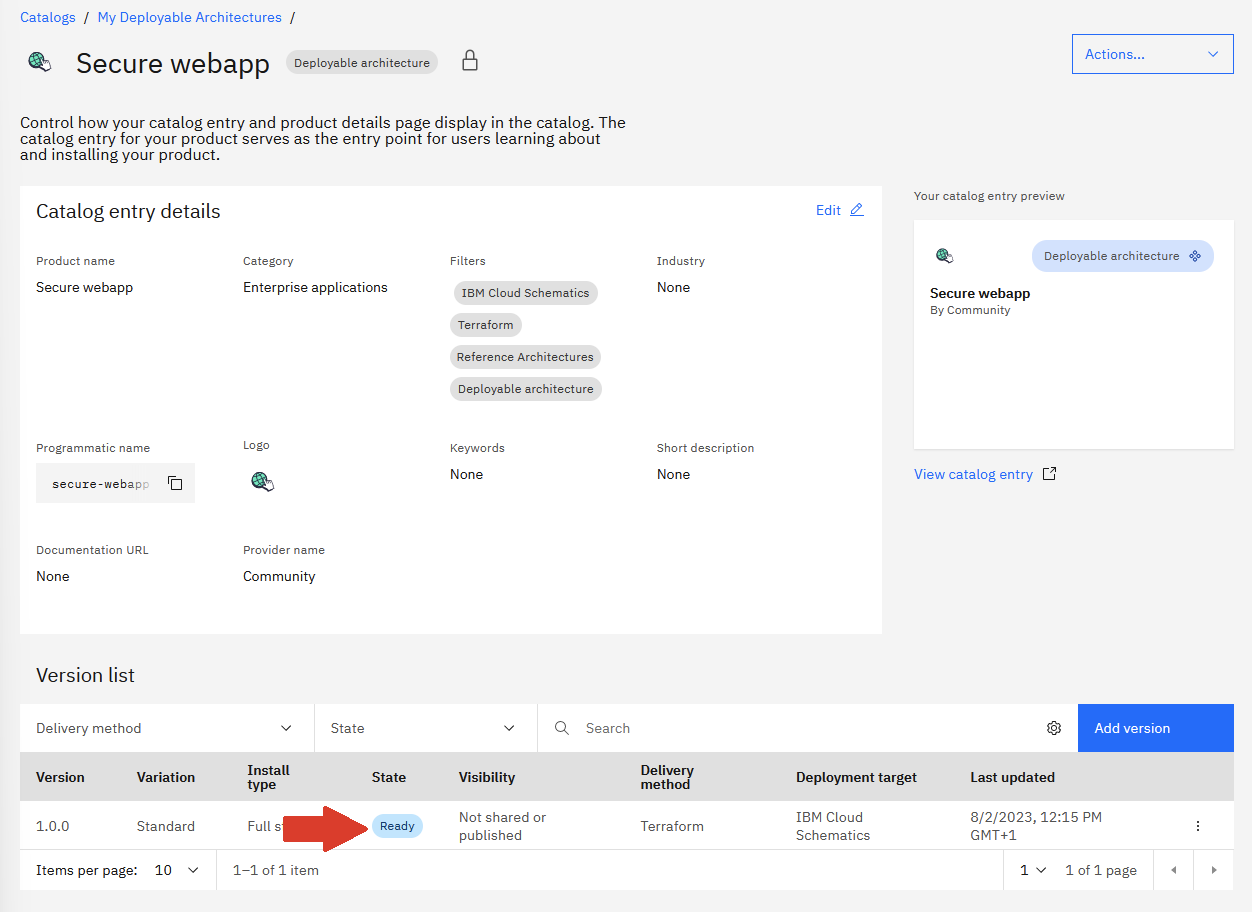 Catalogs / My Deployable Architectures /
Secure webapp Deployable architecture
Actions...
Control how your catalog entry and product details page display in the catalog. The
catalog entry for your product serves as the entry point for users learning about
and installing your product.
Catalog entry details
Edit
Product name
Secure webapp
Category
Enterprise applications
Filters
IBM Cloud Schematics
Terraform
Reference Architectures
Deployable architecture
Industry
None
Programmatic name
secure-webapp
Logo
Keywords
None
Short description
None
Documentation URL
None
Provider name
Community
Your catalog entry preview
Deployable architecture
Secure webapp
By Community
View catalog entry
Version list
Delivery method State Search Add version
Version Variation Install type State Visibility Delivery method Deployment target Last updated
1.0.0 Standard Full Ready Not shared or published Terraform IBM Cloud Schematics 8/2/2023, 12:15 PM GMT+1
Items per page: 10 1–1 of 1 item 1 1 of 1 page